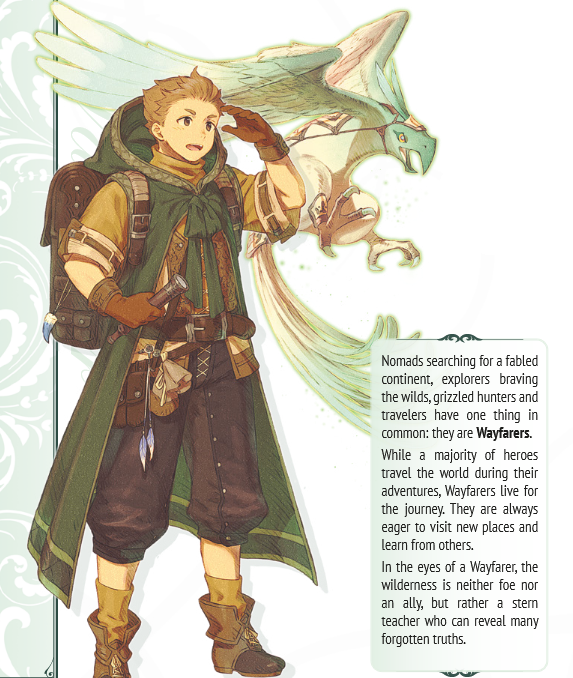 Nomads searching for a fabled
continent, explorers braving
the wilds, grizzled hunters and
travelers have one thing in
common: they are Wayfarers.
While a majority of heroes
travel the world during their
adventures, Wayfarers live for
the journey. They are always
eager to visit new places and
learn from others.
In the eyes of a Wayfarer, the
wilderness is neither foe nor
an ally, but rather a stern
teacher who can reveal many
forgotten truths.